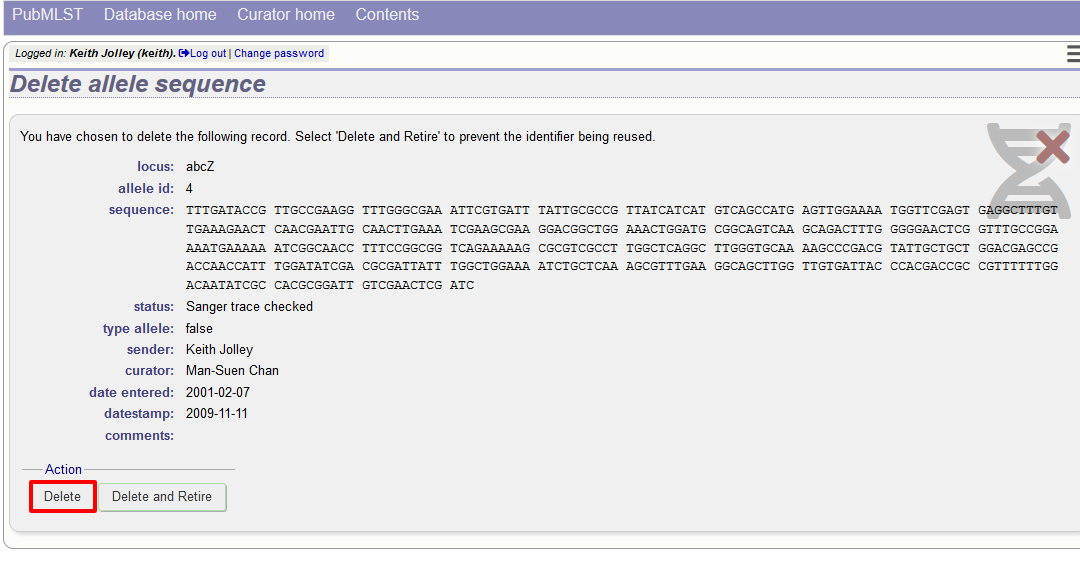 PubMLST Database home Curator home Contents
Logged in: Keith Jolley (keith). Log out | Change password
Delete allele sequence
You have chosen to delete the following record. Select 'Delete and Retire' to prevent the identifier being reused.
locus: abcZ
allele id: 4
sequence: TTTGATACCG TTGCCGAAGG TTTGGGCGAA ATTCGTGATT TATTGCGCCG TTATCATCAT GTCAGCCATG AGTTGGAAAA TGGTTCGAGT GAGGCTTTGT
TGAAAGAACT CAACGAATTG CAACTTGAAA TCGAAGCGAA GGACGGCTGG AAACTGGATG CGGCAGTCAA GCAGACTTTG GGGGAACTCG GTTTGCCGGA
AAATGAAAAA ATCGGCAACC TTTCCGGCGG TCAGAAAAAG CGCGTCGCCT TGGCTCAGGC TTGGGTGCAA AAGCCCGACG TATTGCTGCT GGACGAGCCG
ACCAACCATT TGGATATCGA CGCGATTATT TGGCTGGAAA ATCTGCTCAA AGCGTTTGAA GGCAGCTTGG TTGTGATTAC CCACGACCGC CGTTTTTTGG
ACAATATCGC CACGCGGATT GTCGAACTCG ATC
status: Sanger trace checked
type allele: false
sender: Keith Jolley
curator: Man-Suen Chan
date entered: 2001-02-07
datestamp: 2009-11-11
comments:
Action
Delete Delete and Retire